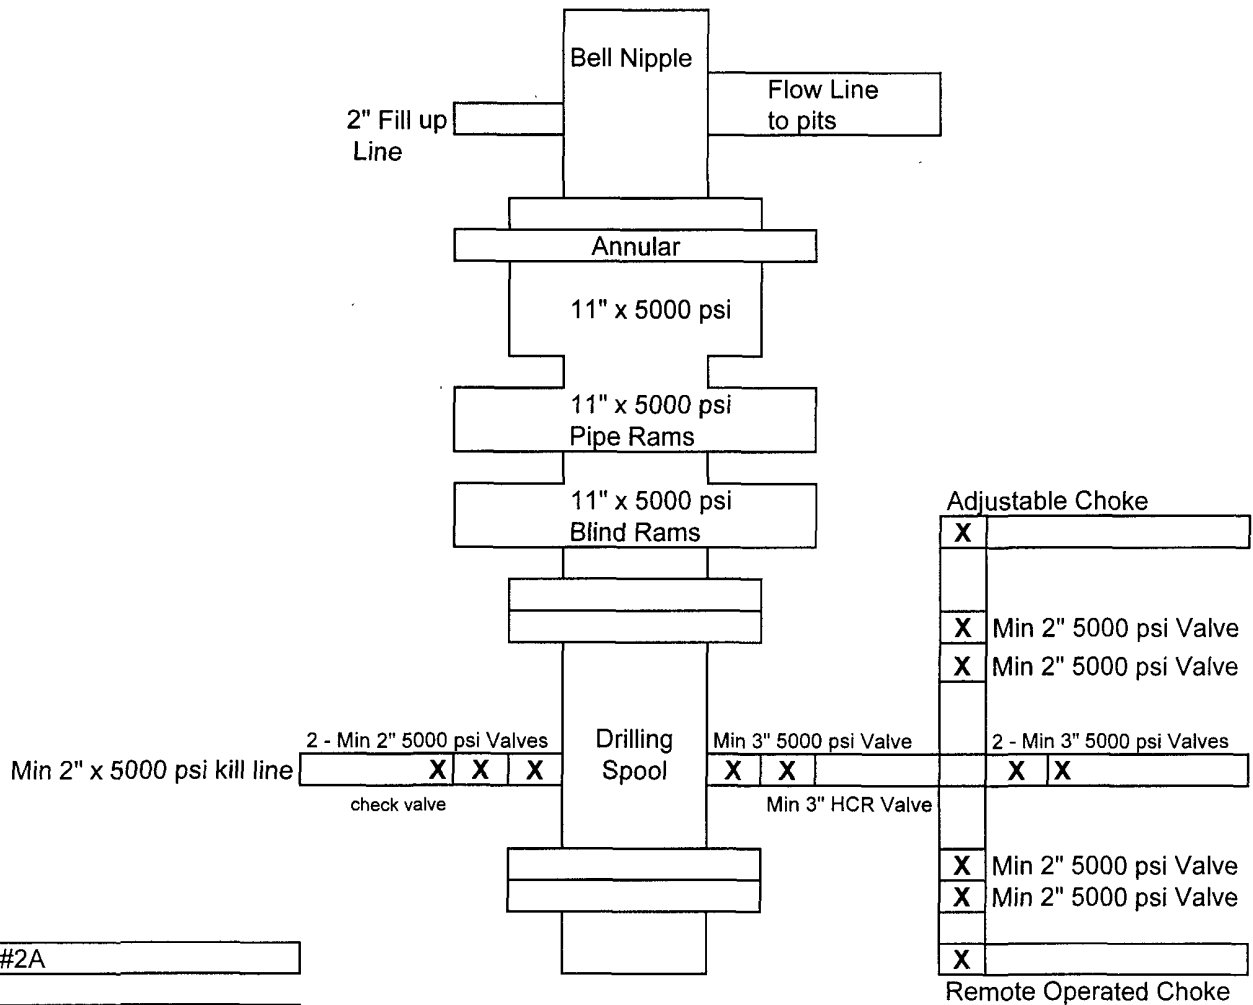 Bell Nipple
Flow Line
to pits
2" Fill up
Line
Annular
11" x 5000 psi
11" x 5000 psi
Pipe Rams
11" x 5000 psi
Blind Rams
Adjustable Choke
X
X Min 2" 5000 psi Valve
X Min 2" 5000 psi Valve
2 - Min 2" 5000 psi Valves
Drilling
Spool
Min 3" 5000 psi Valve
2 - Min 3" 5000 psi Valves
Min 2" x 5000 psi kill line
X X X
X X
X X
check valve
Min 3" HCR Valve
X Min 2" 5000 psi Valve
X Min 2" 5000 psi Valve
#2A
X
Remote Operated Choke